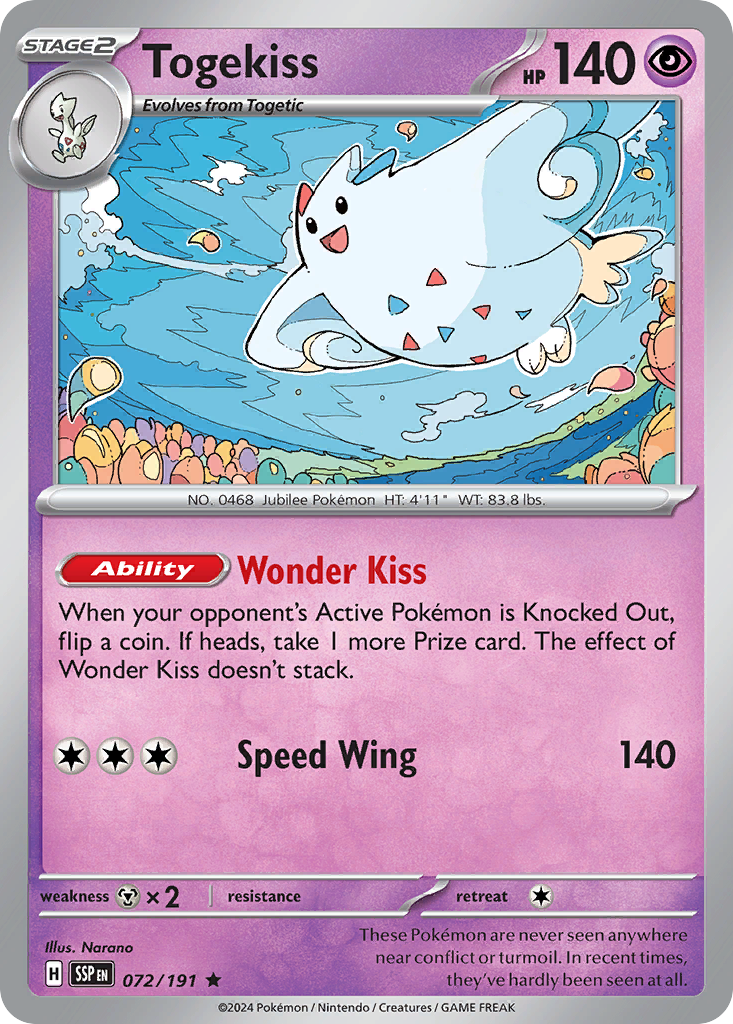 STAGE2
Togekiss
HP 140
Evolves from Togetic
NO. 0468 Jubilee Pokémon HT: 4'11" WT: 83.8 lbs.
Ability Wonder Kiss
When your opponent's Active Pokémon is Knocked Out,
flip a coin. If heads, take 1 more Prize card. The effect of
Wonder Kiss doesn't stack.
Speed Wing 140
weakness ×2 resistance retreat
Illus. Narano
These Pokémon are never seen anywhere
near conflict or turmoil. In recent times,
they've hardly been seen at all.
H SSP EN 072/191 ★
©2024 Pokémon / Nintendo / Creatures / GAME FREAK